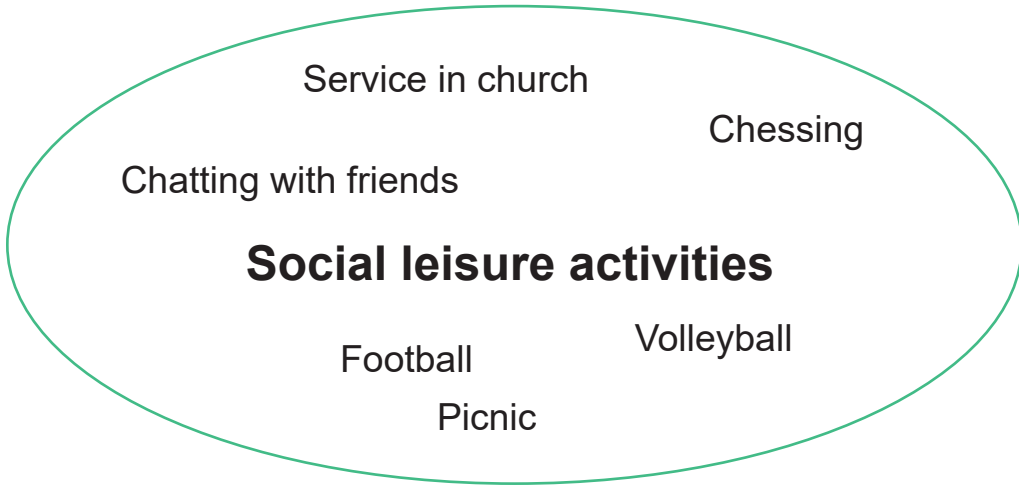 Service in church
Chessing
Chatting with friends
Social leisure activities
Volleyball
Football
Picnic